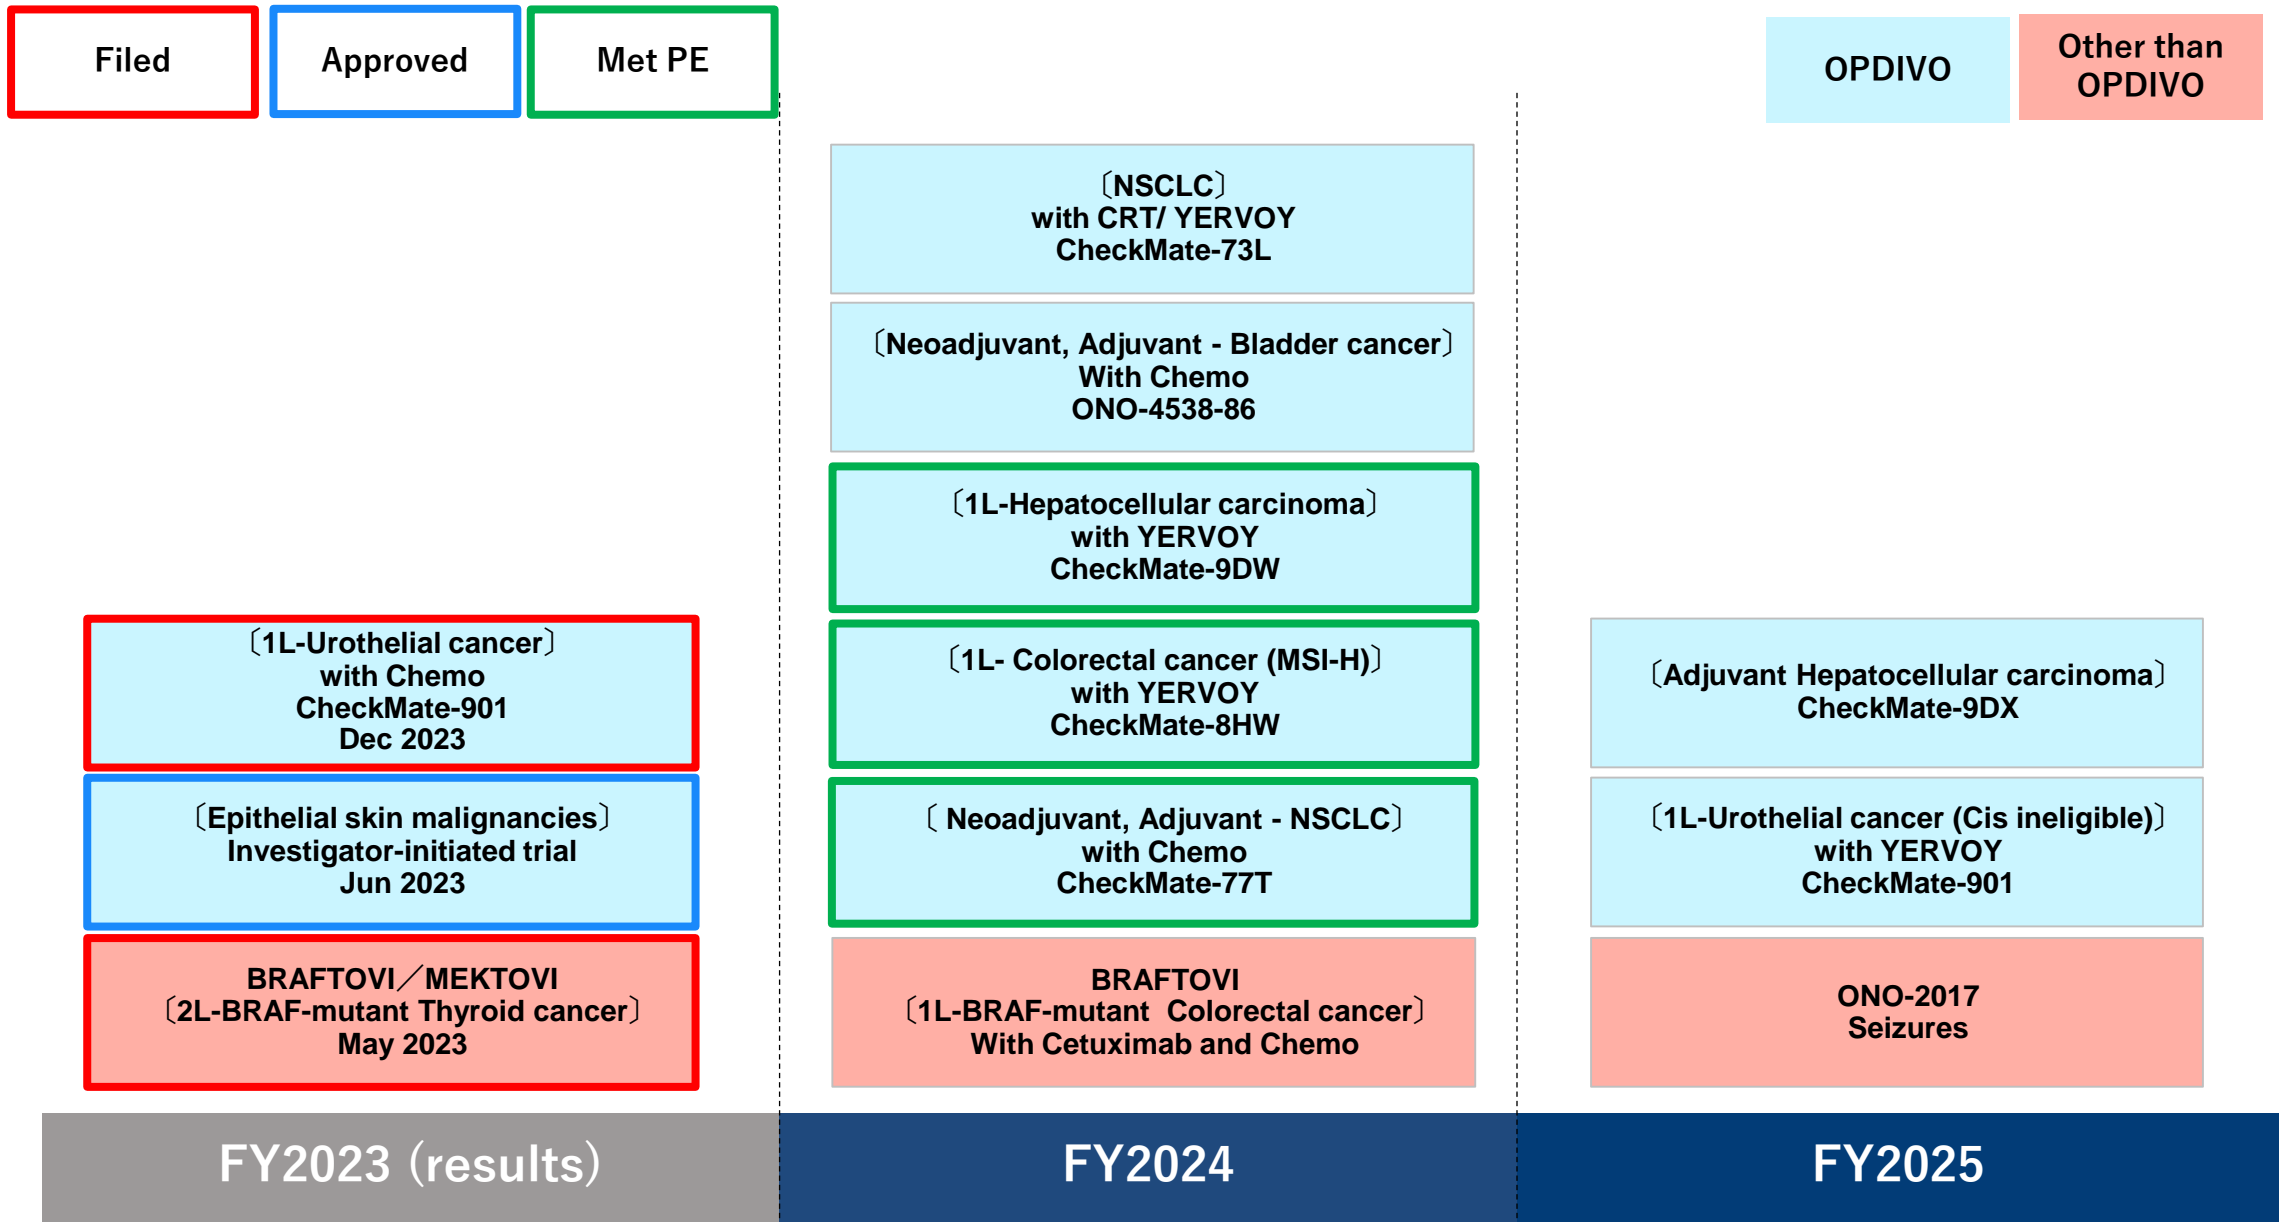 Filed
Approved
Met PE
OPDIVO
Other than
OPDIVO
〔1L-Urothelial cancer〕
with Chemo
CheckMate-901
Dec 2023
〔Epithelial skin malignancies〕
Investigator-initiated trial
Jun 2023
BRAFTOVI／MEKTOVI
〔2L-BRAF-mutant Thyroid cancer〕
May 2023
〔NSCLC〕
with CRT/ YERVOY
CheckMate-73L
〔Neoadjuvant, Adjuvant - Bladder cancer〕
With Chemo
ONO-4538-86
〔1L-Hepatocellular carcinoma〕
with YERVOY
CheckMate-9DW
〔1L- Colorectal cancer (MSI-H)〕
with YERVOY
CheckMate-8HW
〔 Neoadjuvant, Adjuvant - NSCLC〕
with Chemo
CheckMate-77T
BRAFTOVI
〔1L-BRAF-mutant  Colorectal cancer〕
With Cetuximab and Chemo
〔Adjuvant Hepatocellular carcinoma〕
CheckMate-9DX
〔1L-Urothelial cancer (Cis ineligible)〕
with YERVOY
CheckMate-901
ONO-2017
Seizures
FY2023 (results)
FY2024
FY2025